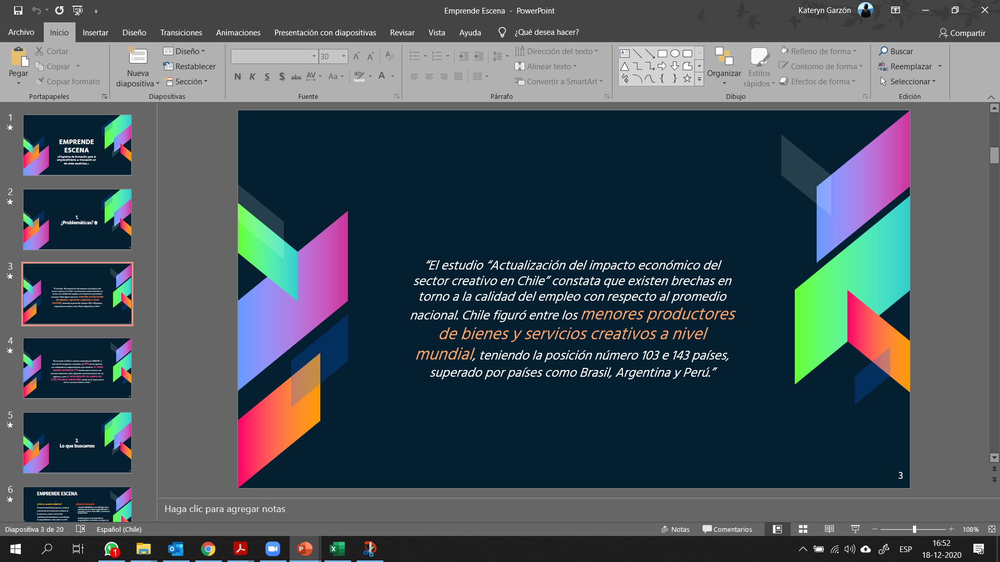 Emprende Escena - PowerPoint
Kateryn Garzón
Archivo Inicio Insertar Diseño Transiciones Animaciones Presentación con diapositivas Revisar Vista Ayuda ¿Qué desea hacer? Compartir
Pegar
Cortar
Copiar
Copiar formato
Portapapeles
Nueva diapositiva
Diseño
Restablecer
Sección
Diapositivas
30
N K S S abc AV Aa A
Fuente
Dirección del texto
Alinear texto
Convertir a SmartArt
Párrafo
Organizar
Estilos rápidos
Relleno de forma
Contorno de forma
Efectos de forma
Dibujo
Buscar
Reemplazar
Seleccionar
Edición
1
EMPRENDE
ESCENA
«Programa de formación para el
emprendimiento e innovación en
las artes escénicas.»
2
1.
¿Problemáticas?
3
4
5
2.
Lo que buscamos
6
EMPRENDE ESCENA
¿Cuál es nuestro objetivo?
¿Cómo lo haremos?
“El estudio “Actualización del impacto económico del
sector creativo en Chile” constata que existen brechas en
torno a la calidad del empleo con respecto al promedio
nacional. Chile figuró entre los menores productores
de bienes y servicios creativos a nivel
mundial, teniendo la posición número 103 e 143 países,
superado por países como Brasil, Argentina y Perú.”
3
Haga clic para agregar notas
Diapositiva 3 de 20
Español (Chile)
Notas
Comentarios
108%
1
ESP
16:52
18-12-2020